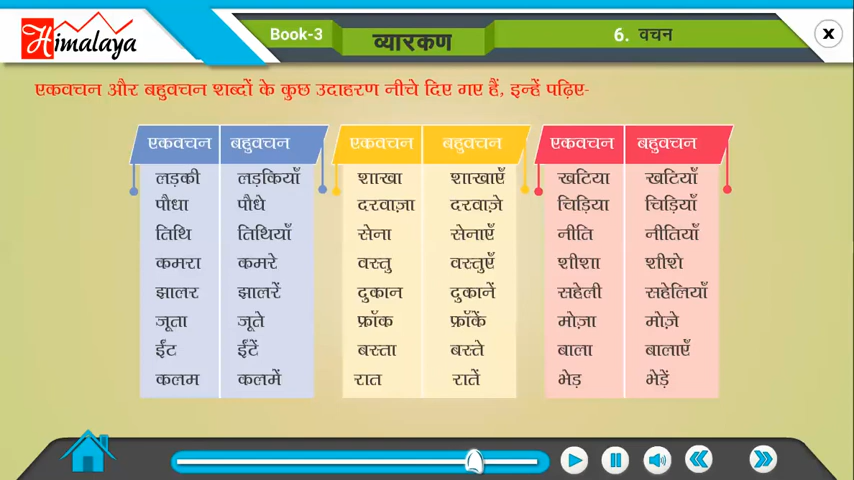 Himalaya
Book-3
व्यारकण
6. वचन
X
एकवचन और बहुवचन शब्दों के कुछ उदाहरण नीचे दिए गए हैं, इन्हें पढ़िए-
एकवचन बहुवचन एकवचन बहुवचन एकवचन बहुवचन
लड़की लड़कियाँ शाखा शाखाएँ खटिया खटियाँ
पौधा पौधे दरवाज़ा दरवाज़े चिड़िया चिड़ियाँ
तिथि तिथियाँ सेना सेनाएँ नीति नीतियाँ
कमरा कमरे वस्तु वस्तुएँ शीशा शीशे
झालर झालरें दुकान दुकानें सहेली सहेलियाँ
जूता जूते फ्रॉक फ्रॉकें मोज़ा मोज़े
ईंट ईंटें बस्ता बस्ते बाला बालाएँ
कलम कलमें रात रातें भेड़ भेड़ें